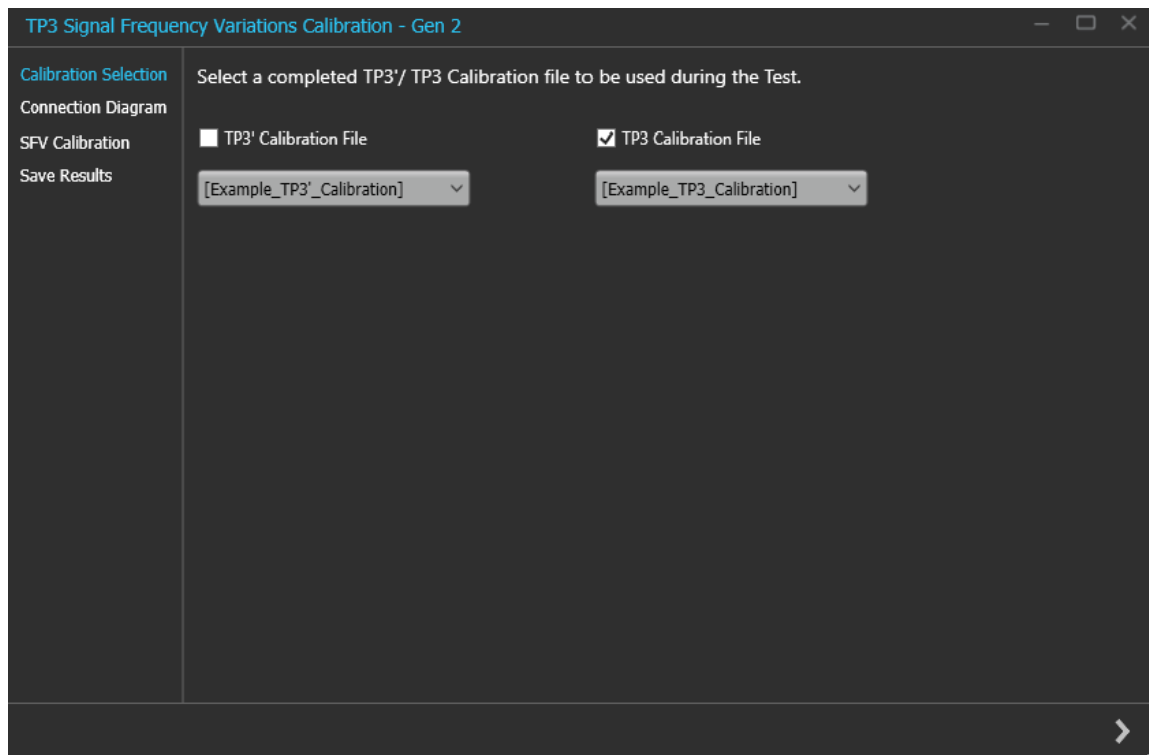 TP3 Signal Frequency Variations Calibration - Gen 2
Calibration Selection
Connection Diagram
SFV Calibration
Save Results
Select a completed TP3'/ TP3 Calibration file to be used during the Test.
TP3' Calibration File
TP3 Calibration File
[Example_TP3'_Calibration]
[Example_TP3_Calibration]